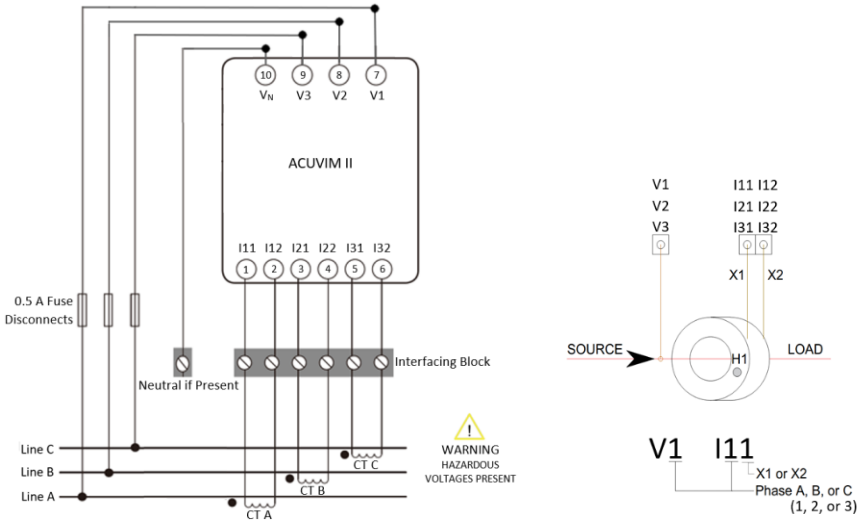 10 9 8 7
VN V3 V2 V1
ACUVIM II
I11 I12 I21 I22 I31 I32
1 2 3 4 5 6
0.5 A Fuse
Disconnects
Interfacing Block
Neutral if Present
Line C
Line B
Line A
CT C
CT B
CT A
!
WARNING
HAZARDOUS
VOLTAGES PRESENT
V1 I11 I12
V2 I21 I22
V3 I31 I32
X1 X2
SOURCE LOAD
H1
V1 I11
X1 or X2
Phase A, B, or C
(1, 2, or 3)